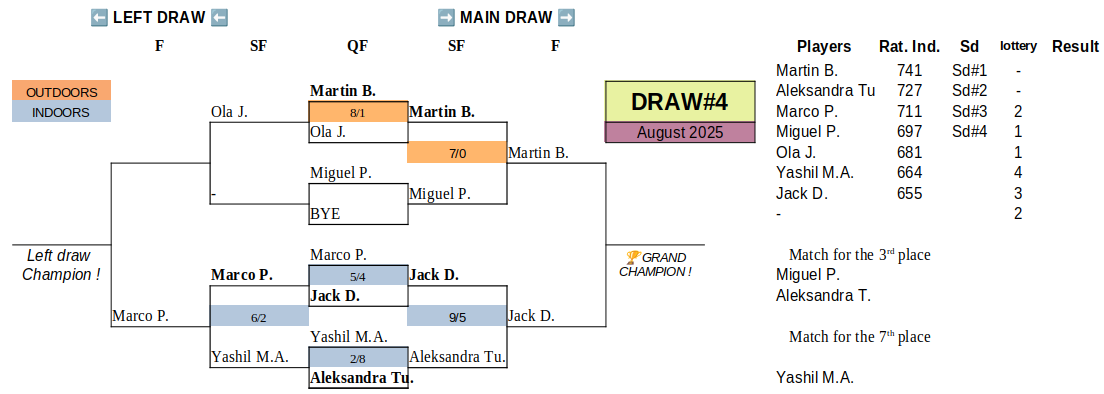 ⬅ LEFT DRAW ⬅ ➡ MAIN DRAW ➡
F SF QF SF F Players Rat. Ind. Sd lottery Result
Martin B. 741 Sd#1 -
OUTDOORS Martin B. Aleksandra Tu 727 Sd#2 -
INDOORS Ola J. 8/1 Martin B. DRAW#4 Marco P. 711 Sd#3 2
Ola J. August 2025 Miguel P. 697 Sd#4 1
7/0 Martin B. Ola J. 681 1
Miguel P. Yashil M.A. 664 4
- Miguel P. Jack D. 655 3
BYE - 2
Left draw Marco P. 🏆GRAND Match for the 3rd place
Champion ! Marco P. Jack D. CHAMPION ! Miguel P.
5/4
Jack D. Aleksandra T.
Marco P. 6/2 9/5 Jack D.
Yashil M.A. Match for the 7th place
Yashil M.A. 2/8 Aleksandra Tu.
Aleksandra Tu. Yashil M.A.